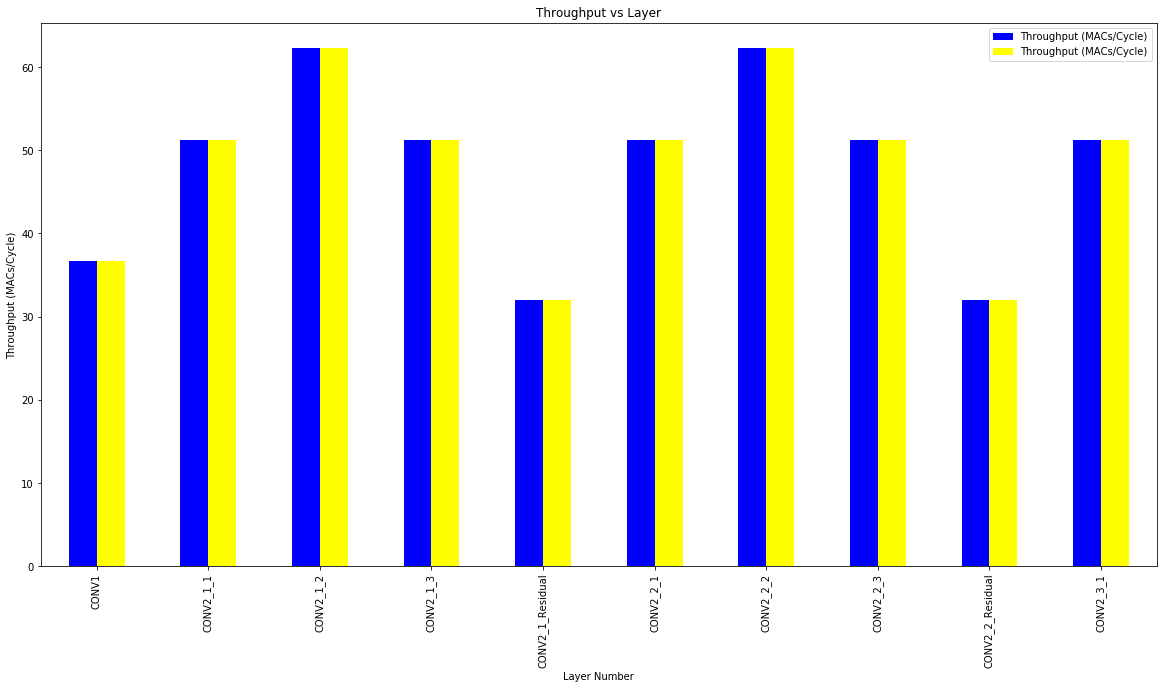 Throughput vs Layer
Throughput (MACs/Cycle)
Throughput (MACs/Cycle)
Throughput (MACs/Cycle)
60
50
40
30
20
10
0
CONV1
CONV2_1_1
CONV2_1_2
CONV2_1_3
CONV2_1_Residual
CONV2_2_1
CONV2_2_2
CONV2_2_3
CONV2_2_Residual
CONV2_3_1
Layer Number